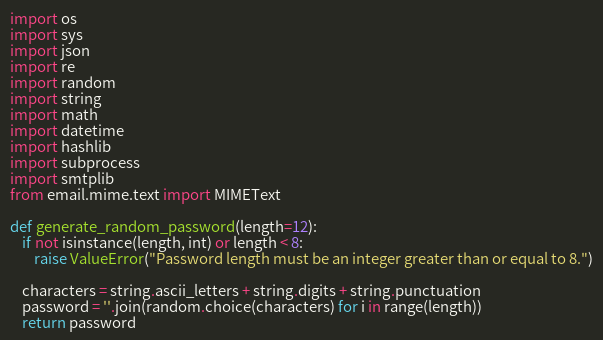 import os
import sys
import json
import re
import random
import string
import math
import datetime
import hashlib
import subprocess
import smtplib
from email.mime.text import MIMEText

def generate_random_password(length=12):
    if not isinstance(length, int) or length < 8:
        raise ValueError("Password length must be an integer greater than or equal to 8.")

    characters = string.ascii_letters + string.digits + string.punctuation
    password = ''.join(random.choice(characters) for i in range(length))
    return password